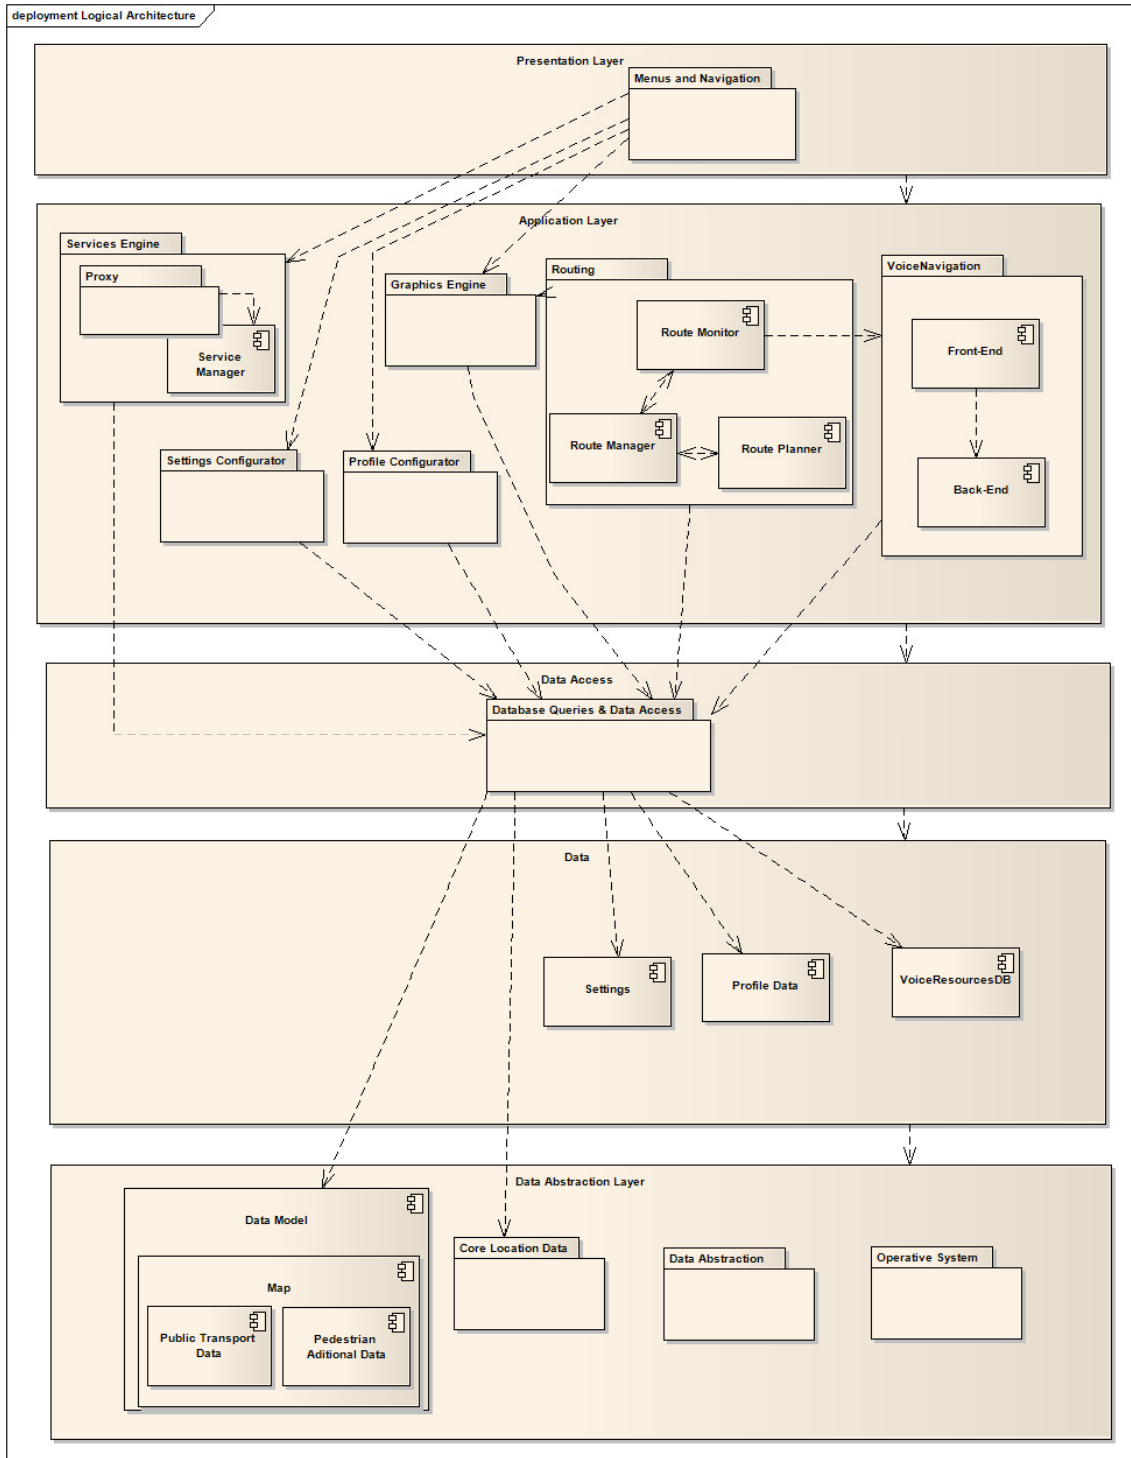 deployment Logical Architecture
Presentation Layer
Menus and Navigation
Application Layer
Services Engine
Proxy
Service
Manager
Graphics Engine
Routing
Route Monitor
Route Manager
Route Planner
VoiceNavigation
Front-End
Back-End
Settings Configurator
Profile Configurator
Data Access
Database Queries & Data Access
Data
Settings
Profile Data
VoiceResourcesDB
Data Abstraction Layer
Data Model
Map
Public Transport
Data
Pedestrian
Aditional Data
Core Location Data
Data Abstraction
Operative System